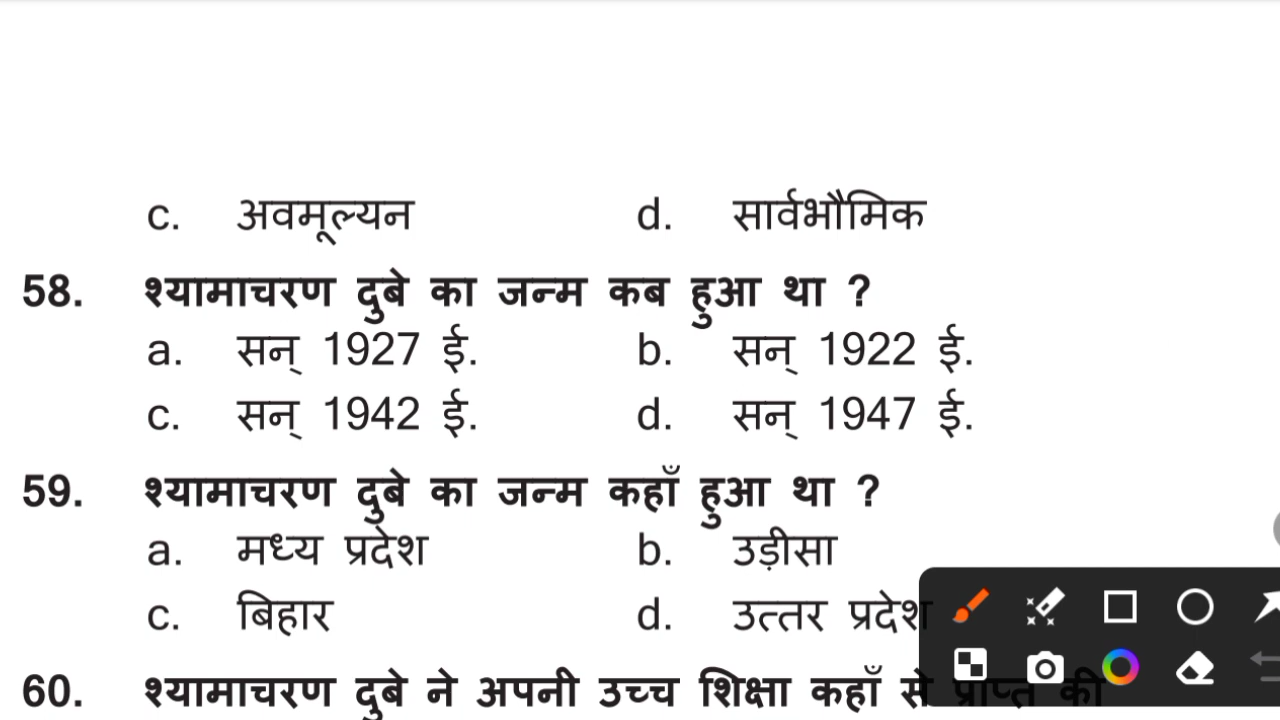 c. अवमूल्यन d. सार्वभौमिक
58. श्यामाचरण दुबे का जन्म कब हुआ था ?
a. सन् 1927 ई. b. सन् 1922 ई.
c. सन् 1942 ई. d. सन् 1947 ई.
59. श्यामाचरण दुबे का जन्म कहाँ हुआ था ?
a. मध्य प्रदेश b. उड़ीसा
c. बिहार d. उत्तर प्रदेश
60. श्यामाचरण दुबे ने अपनी उच्च शिक्षा कहाँ से प्राप्त की